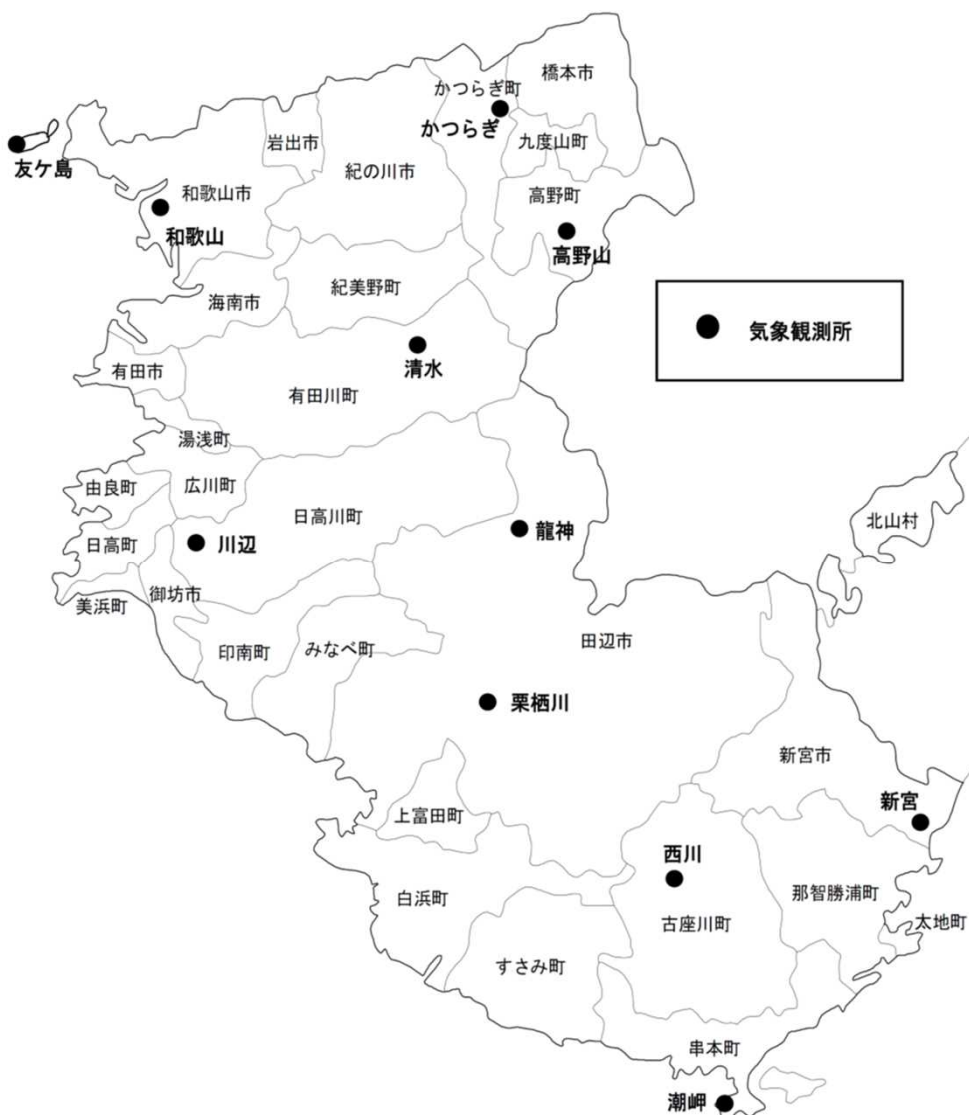 橋本市
かつらぎ町
かつらぎ
岩出市
九度山町
友ケ島
紀の川市
和歌山市
高野町
和歌山
高野山
紀美野町
海南市
気象観測所
有田市
清水
有田川町
湯浅町
由良町
広川町
日高川町
北山村
龍神
日高町
川辺
御坊市
美浜町
田辺市
印南町
みなべ町
栗栖川
新宮市
新宮
上富田町
西川
白浜町
那智勝浦町
古座川町
太地町
すさみ町
串本町
潮岬